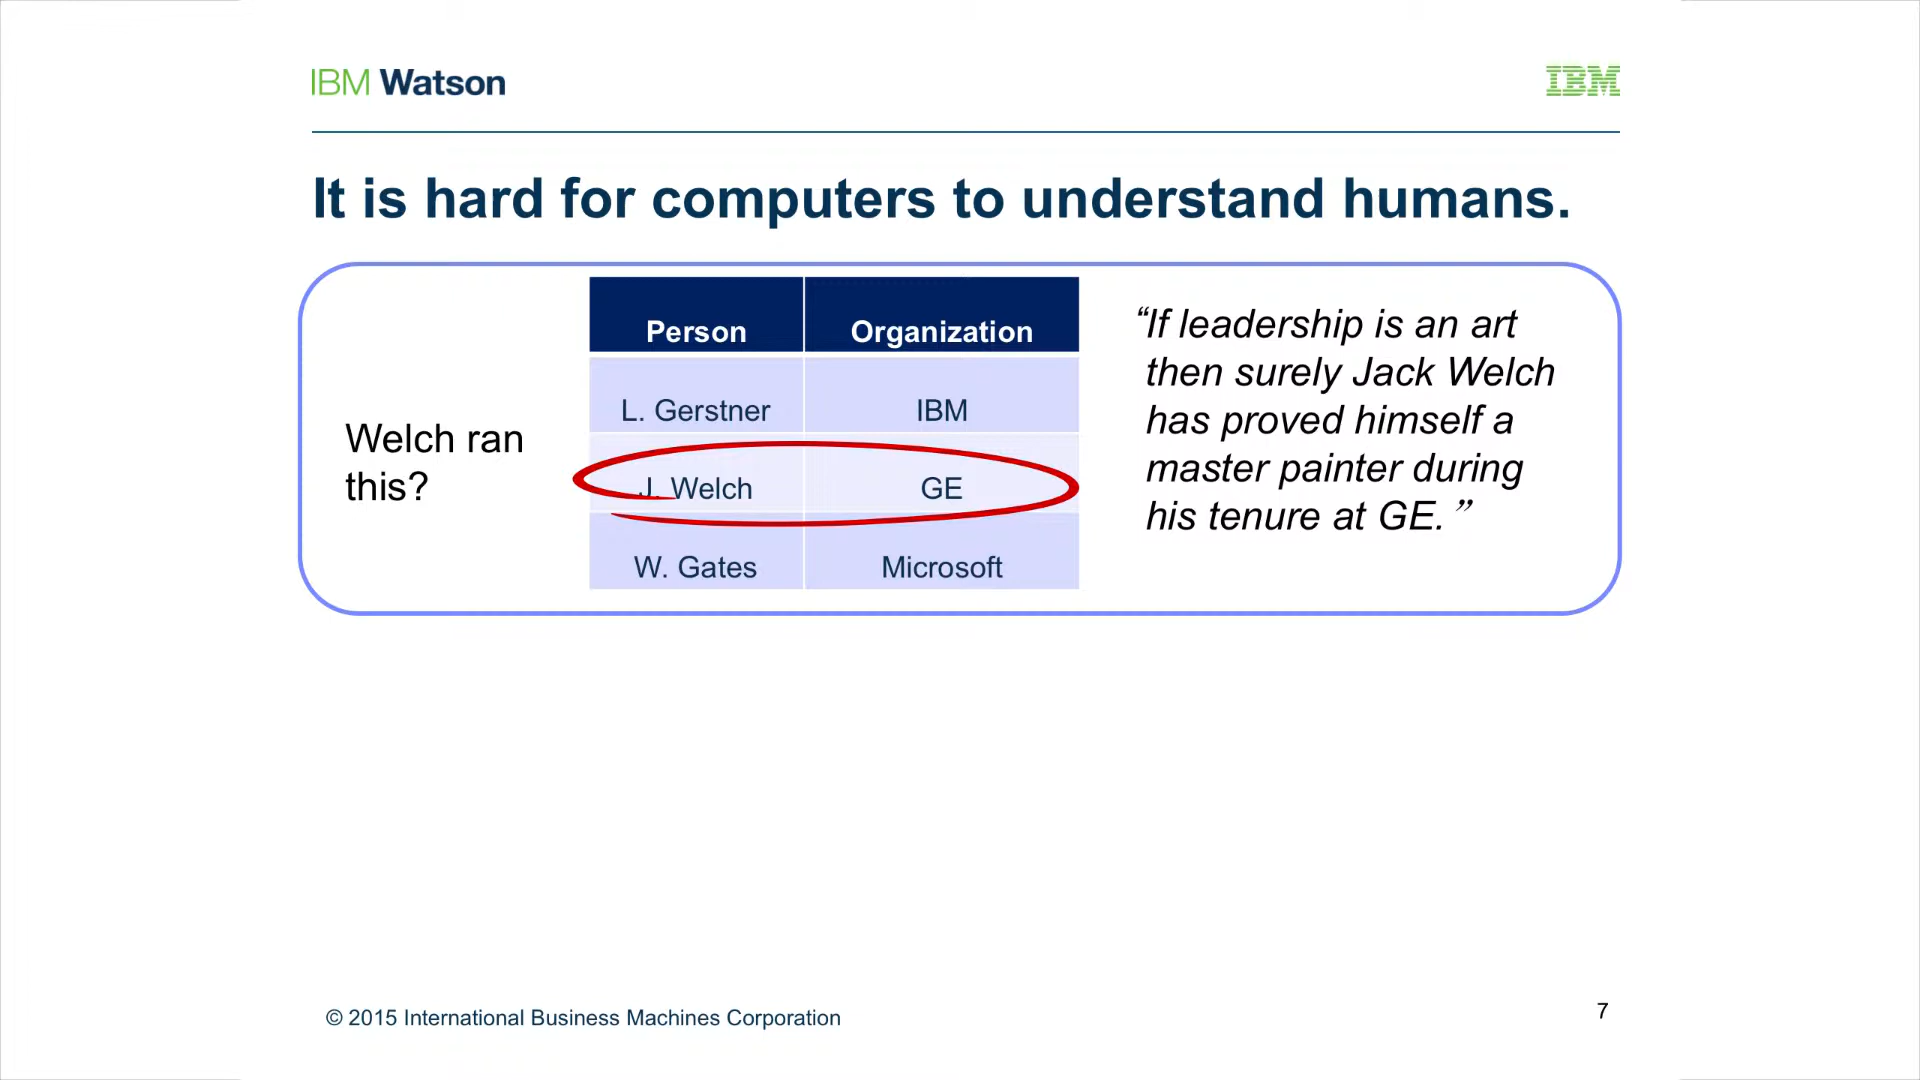 IBM Watson
IBM
It is hard for computers to understand humans.
Welch ran
this?
Person Organization
L. Gerstner IBM
J. Welch GE
W. Gates Microsoft
“If leadership is an art
then surely Jack Welch
has proved himself a
master painter during
his tenure at GE.”
© 2015 International Business Machines Corporation
7